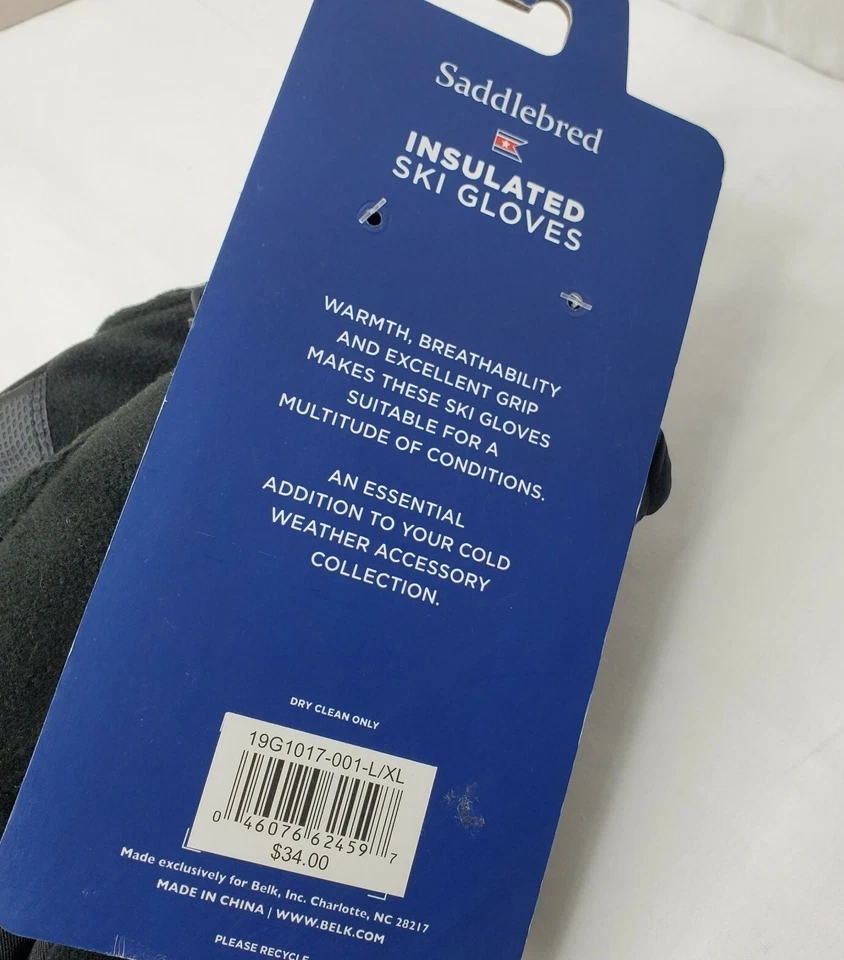 Saddlebred
INSULATED
SKI GLOVES
WARMTH, BREATHABILITY
AND EXCELLENT GRIP
MAKES THESE SKI GLOVES
SUITABLE FOR A
MULTITUDE OF CONDITIONS.
AN ESSENTIAL
ADDITION TO YOUR COLD
WEATHER ACCESSORY
COLLECTION.
DRY CLEAN ONLY
19G1017-001-L/XL
0 46076 62459 7
$34.00
Made exclusively for Belk, Inc. Charlotte, NC 28217
MADE IN CHINA | WWW.BELK.COM
PLEASE RECYCLE